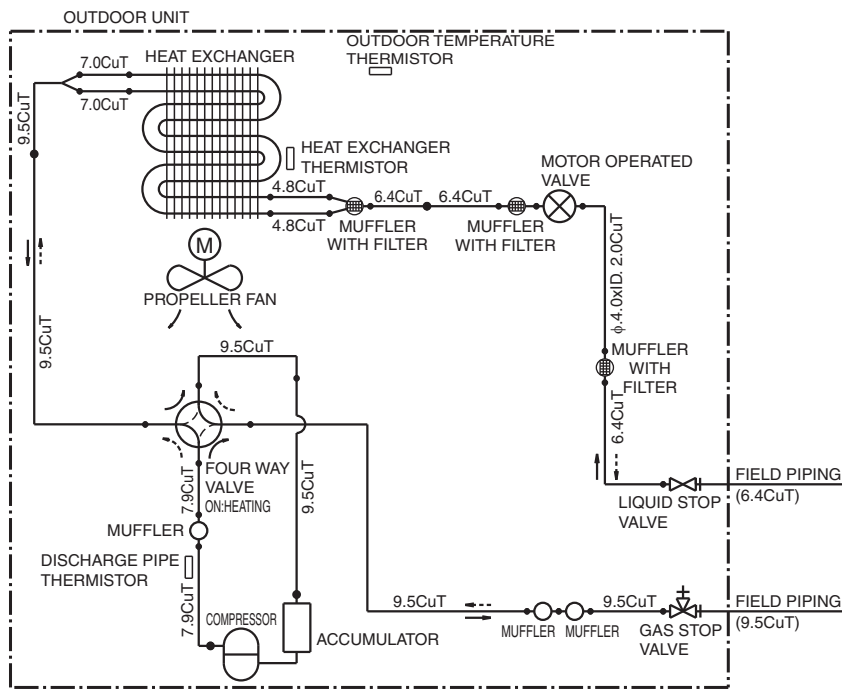 OUTDOOR UNIT
HEAT EXCHANGER
OUTDOOR TEMPERATURE
THERMISTOR
7.0CuT
7.0CuT
9.5CuT
HEAT EXCHANGER
THERMISTOR
MOTOR OPERATED
VALVE
4.8CuT
4.8CuT
6.4CuT
6.4CuT
MUFFLER
WITH FILTER
MUFFLER
WITH FILTER
M
PROPELLER FAN
ϕ.4.0xID. 2.0CuT
9.5CuT
9.5CuT
MUFFLER
WITH
FILTER
6.4CuT
FOUR WAY
VALVE
ON:HEATING
7.9CuT
9.5CuT
FIELD PIPING
(6.4CuT)
LIQUID STOP
VALVE
MUFFLER
DISCHARGE PIPE
THERMISTOR
7.9CuT
COMPRESSOR
ACCUMULATOR
9.5CuT
MUFFLER
MUFFLER
9.5CuT
GAS STOP
VALVE
FIELD PIPING
(9.5CuT)